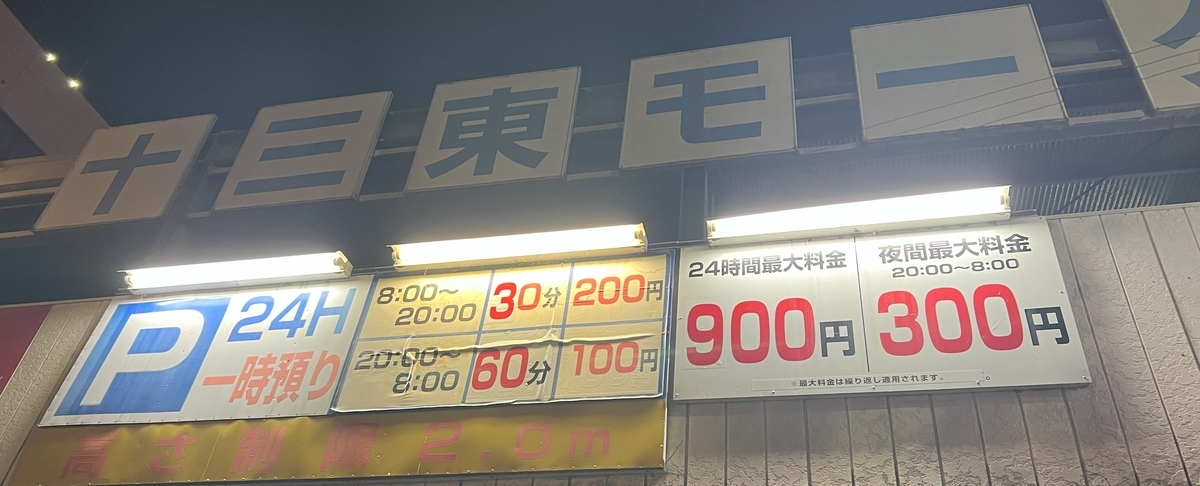 十三東モー
P
24H
一時預り
8:00〜
20:00
30分
200円
20:00〜
8:00
60分
100円
24時間最大料金
900円
夜間最大料金
20:00〜8:00
300円
※最大料金は繰り返し適用されます。
高さ制限2.0m